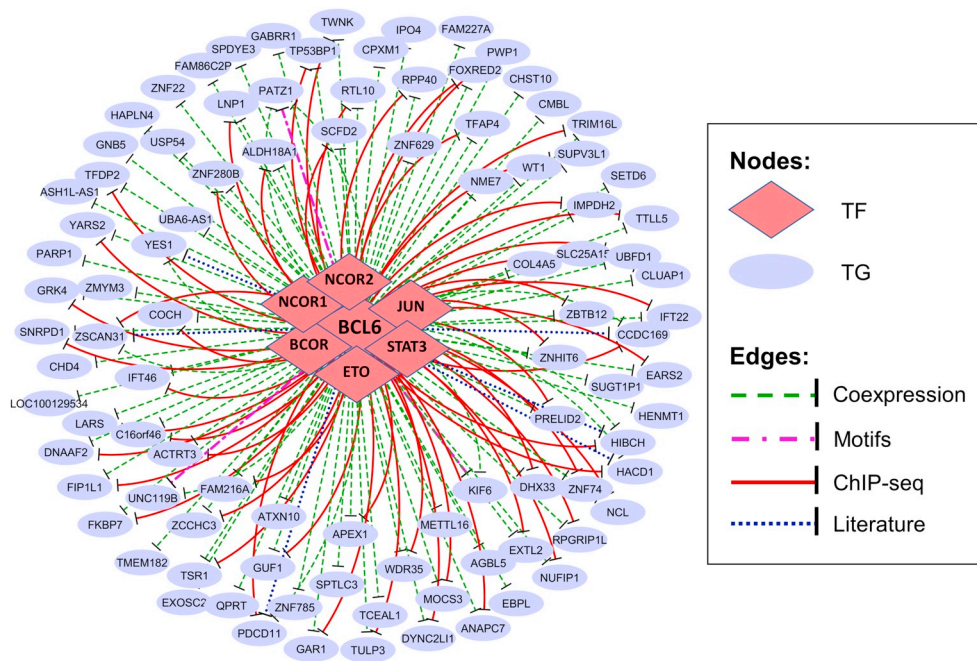 TWNK
GABRR1
IPO4
FAM227A
SPDYE3
TP53BP1
CPXM1
PWP1
FAM86C2P
FOXRED2
ZNF22
PATZ1
RTL10
RPP40
CHST10
LNP1
CMBL
HAPLN4
TFAP4
TRIM16L
GNB5
USP54
SCFD2
ZNF629
SUPV3L1
ALDH18A1
WT1
TFDP2
ZNF280B
NME7
SETD6
ASH1L-AS1
IMPDH2
YARS2
UBA6-AS1
TTLL5
PARP1
YES1
SLC25A15
UBFD1
COL4A5
CLUAP1
GRK4
ZMYM3
NCOR2
NCOR1
JUN
COCH
ZBTB12
IFT22
SNRPD1
ZSCAN31
BCL6
CCDC169
BCOR
STAT3
ZNHIT6
CHD4
IFT46
ETO
EARS2
SUGT1P1
LOC100129534
HENMT1
LARS
PRELID2
C16orf46
HIBCH
DNAAF2
ACTRT3
HACD1
FIP1L1
UNC119B
FAM216A
KIF6
DHX33
ZNF74
NCL
FKBP7
ZCCHC3
ATXN10
METTL16
RPGRIP1L
APEX1
EXTL2
TMEM182
TSR1
GUF1
WDR35
AGBL5
NUFIP1
EXOSC2
QPRT
ZNF785
SPTLC3
MOCS3
EBPL
PDCD11
TCEAL1
ANAPC7
GAR1
TULP3
DYNC2LI1
Nodes:
TF
TG
Edges:
Coexpression
Motifs
ChIP-seq
Literature